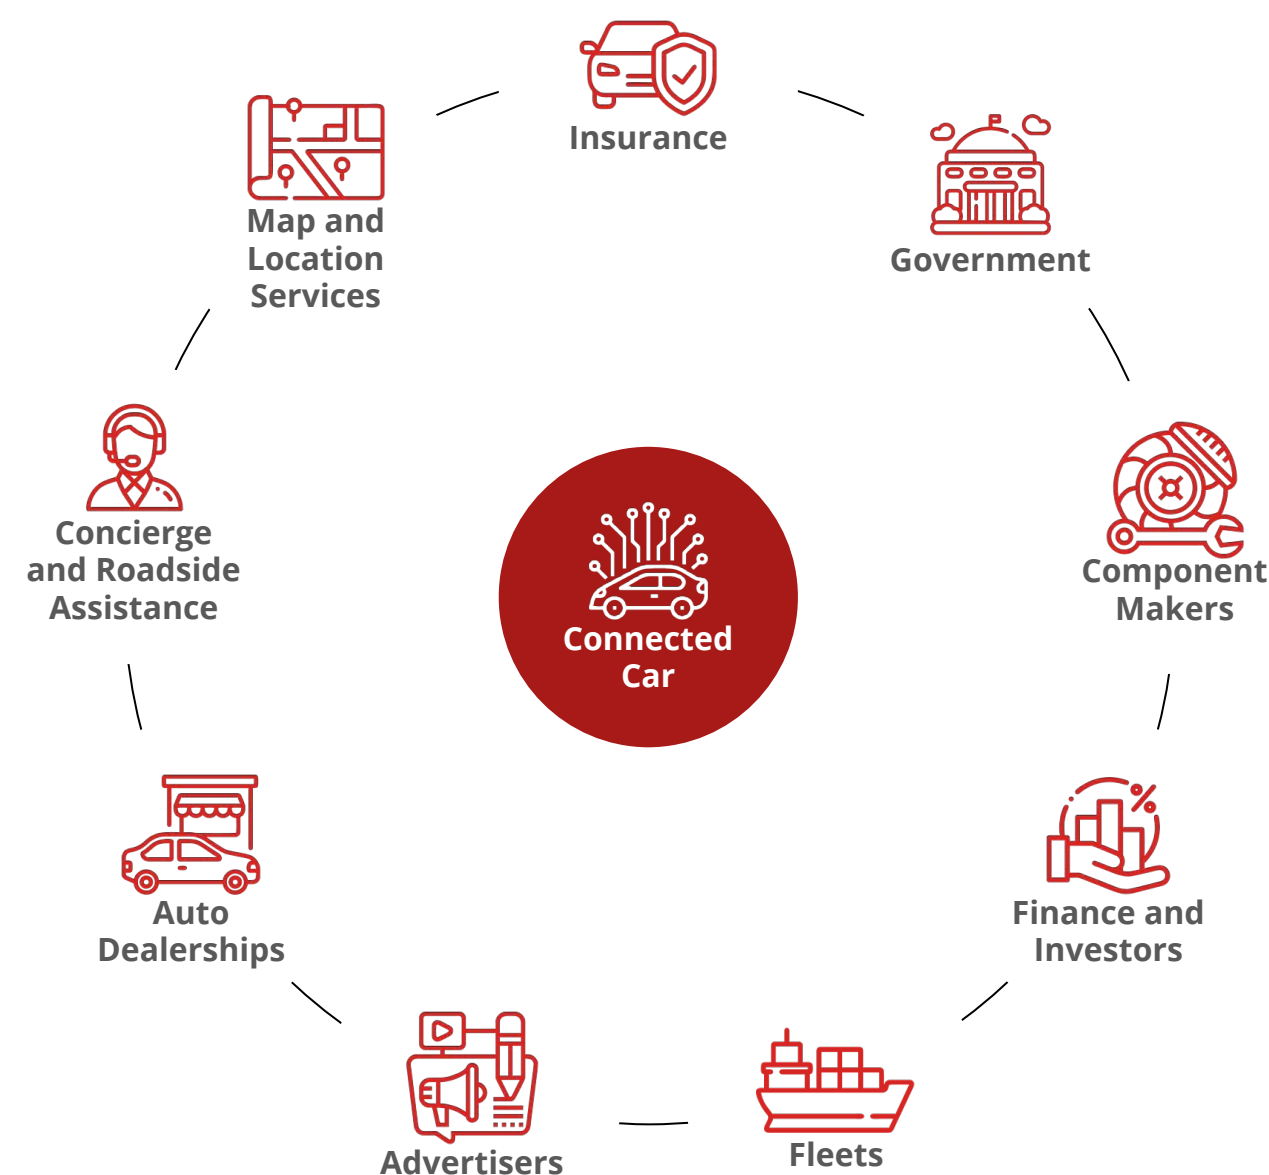 Insurance
Government
Component
Makers
Finance and
Investors
Fleets
Advertisers
Auto
Dealerships
Concierge
and Roadside
Assistance
Map and
Location
Services
Connected
Car